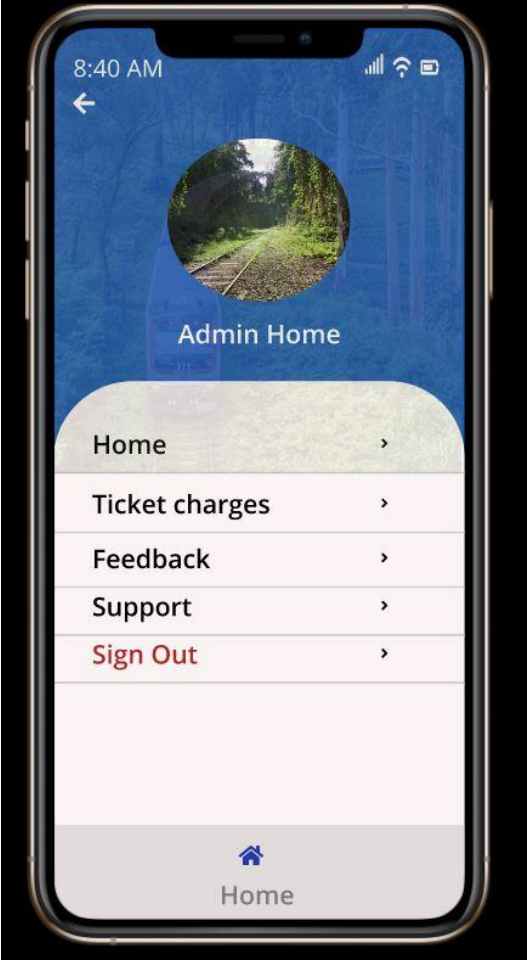 8:40 AM
Admin Home
Home
Ticket charges
Feedback
Support
Sign Out
Home